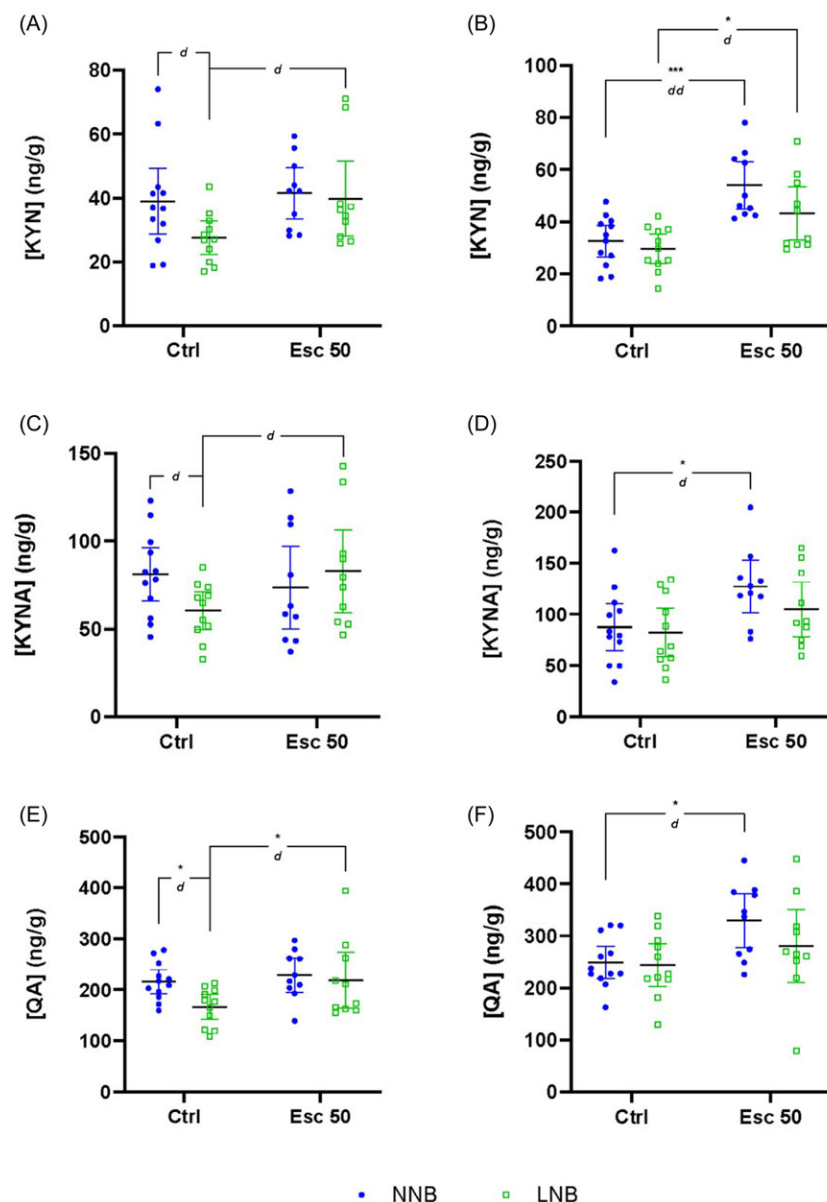 (A)
d
d
[KYN] (ng/g)
80
60
40
20
0
Ctrl
Esc 50
(B)
*
d
***
dd
[KYN] (ng/g)
100
80
60
40
20
0
Ctrl
Esc 50
(C)
d
d
[KYNA] (ng/g)
150
100
50
0
Ctrl
Esc 50
(D)
*
d
[KYNA] (ng/g)
250
200
150
100
50
0
Ctrl
Esc 50
(E)
*
d
*
d
[QA] (ng/g)
500
400
300
200
100
0
Ctrl
Esc 50
(F)
*
d
[QA] (ng/g)
500
400
300
200
100
0
Ctrl
Esc 50
NNB
LNB